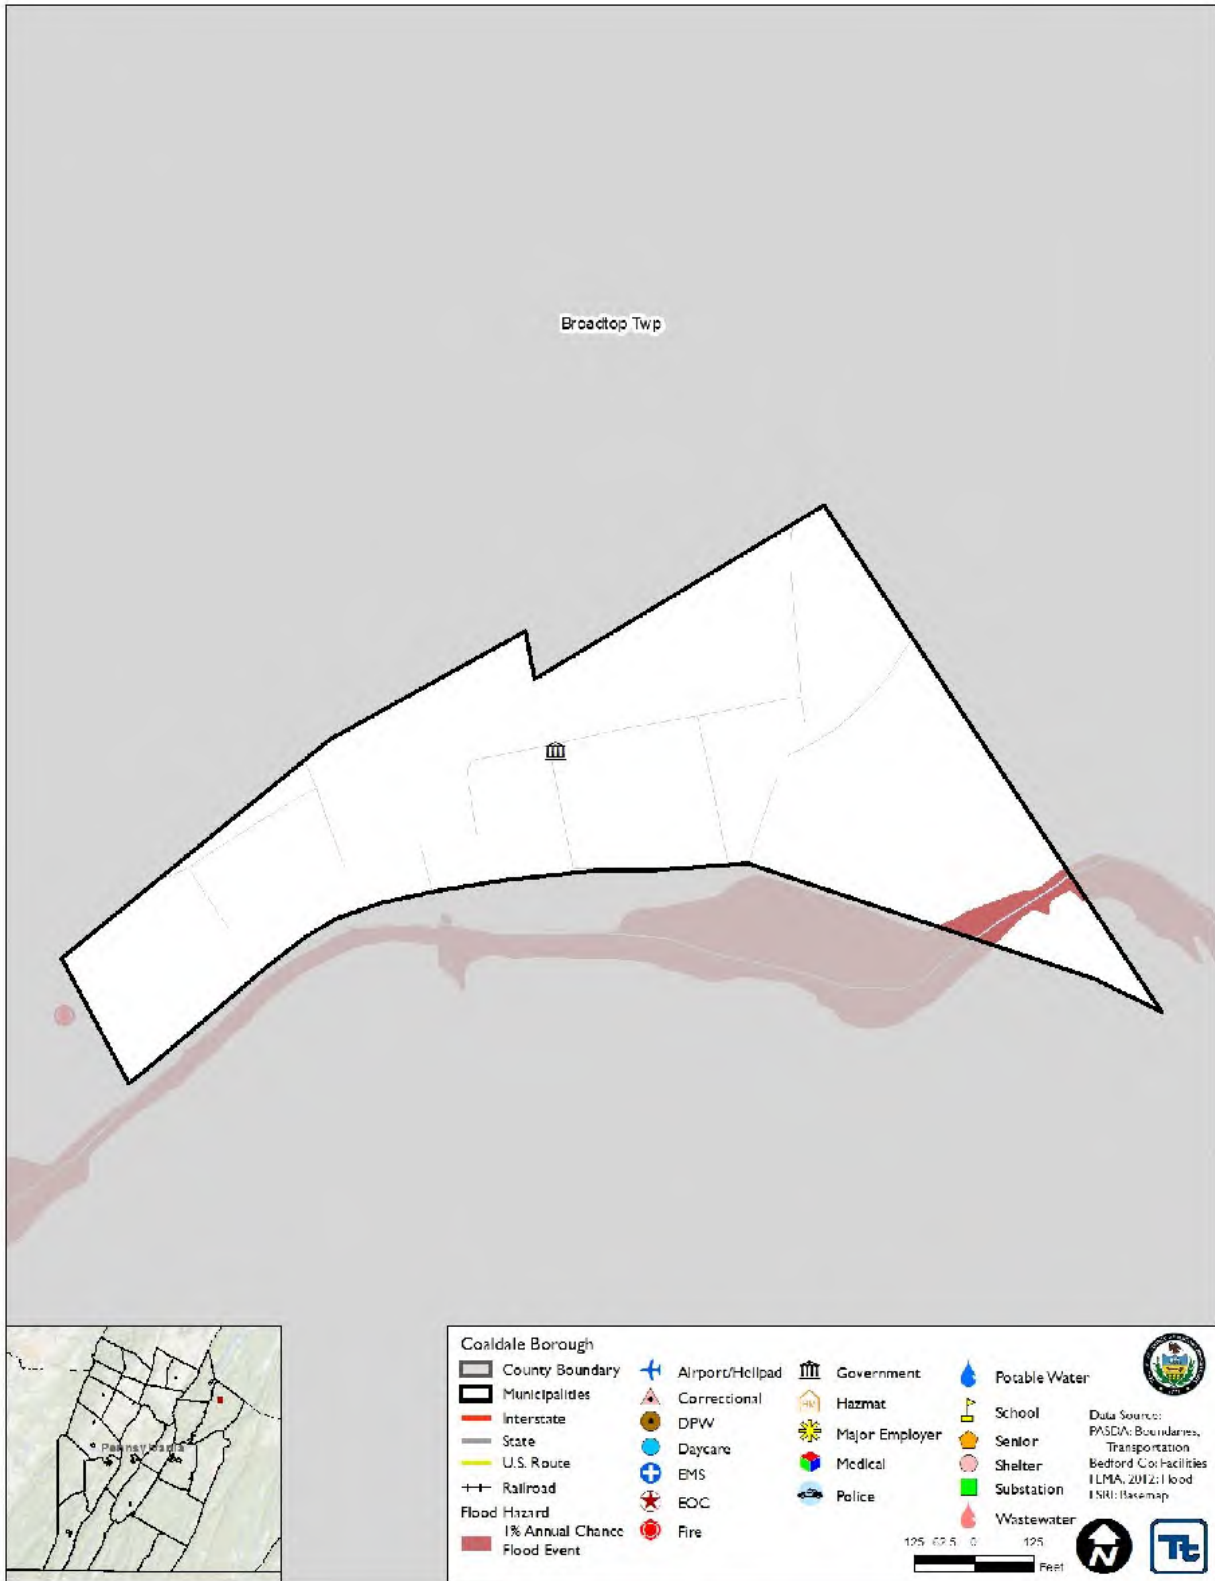 Broadtop Twp
Pennsylvania
Coaldale Borough
County Boundary
Municipalities
Interstate
State
U.S. Route
Railroad
Flood Hazard
1% Annual Chance
Flood Event
Airport/Helipad
Correctional
DPW
Daycare
EMS
EOC
Fire
Government
Hazmat
Major Employer
Medical
Police
Potable Water
School
Senior
Shelter
Substation
Wastewater
Data Source:
PASDA: Boundaries,
Transportation
Bedford Co: Facilities
FEMA, 2012: Flood
ESRI: Basemap
125 62.5 0 125
Feet
N
Tt